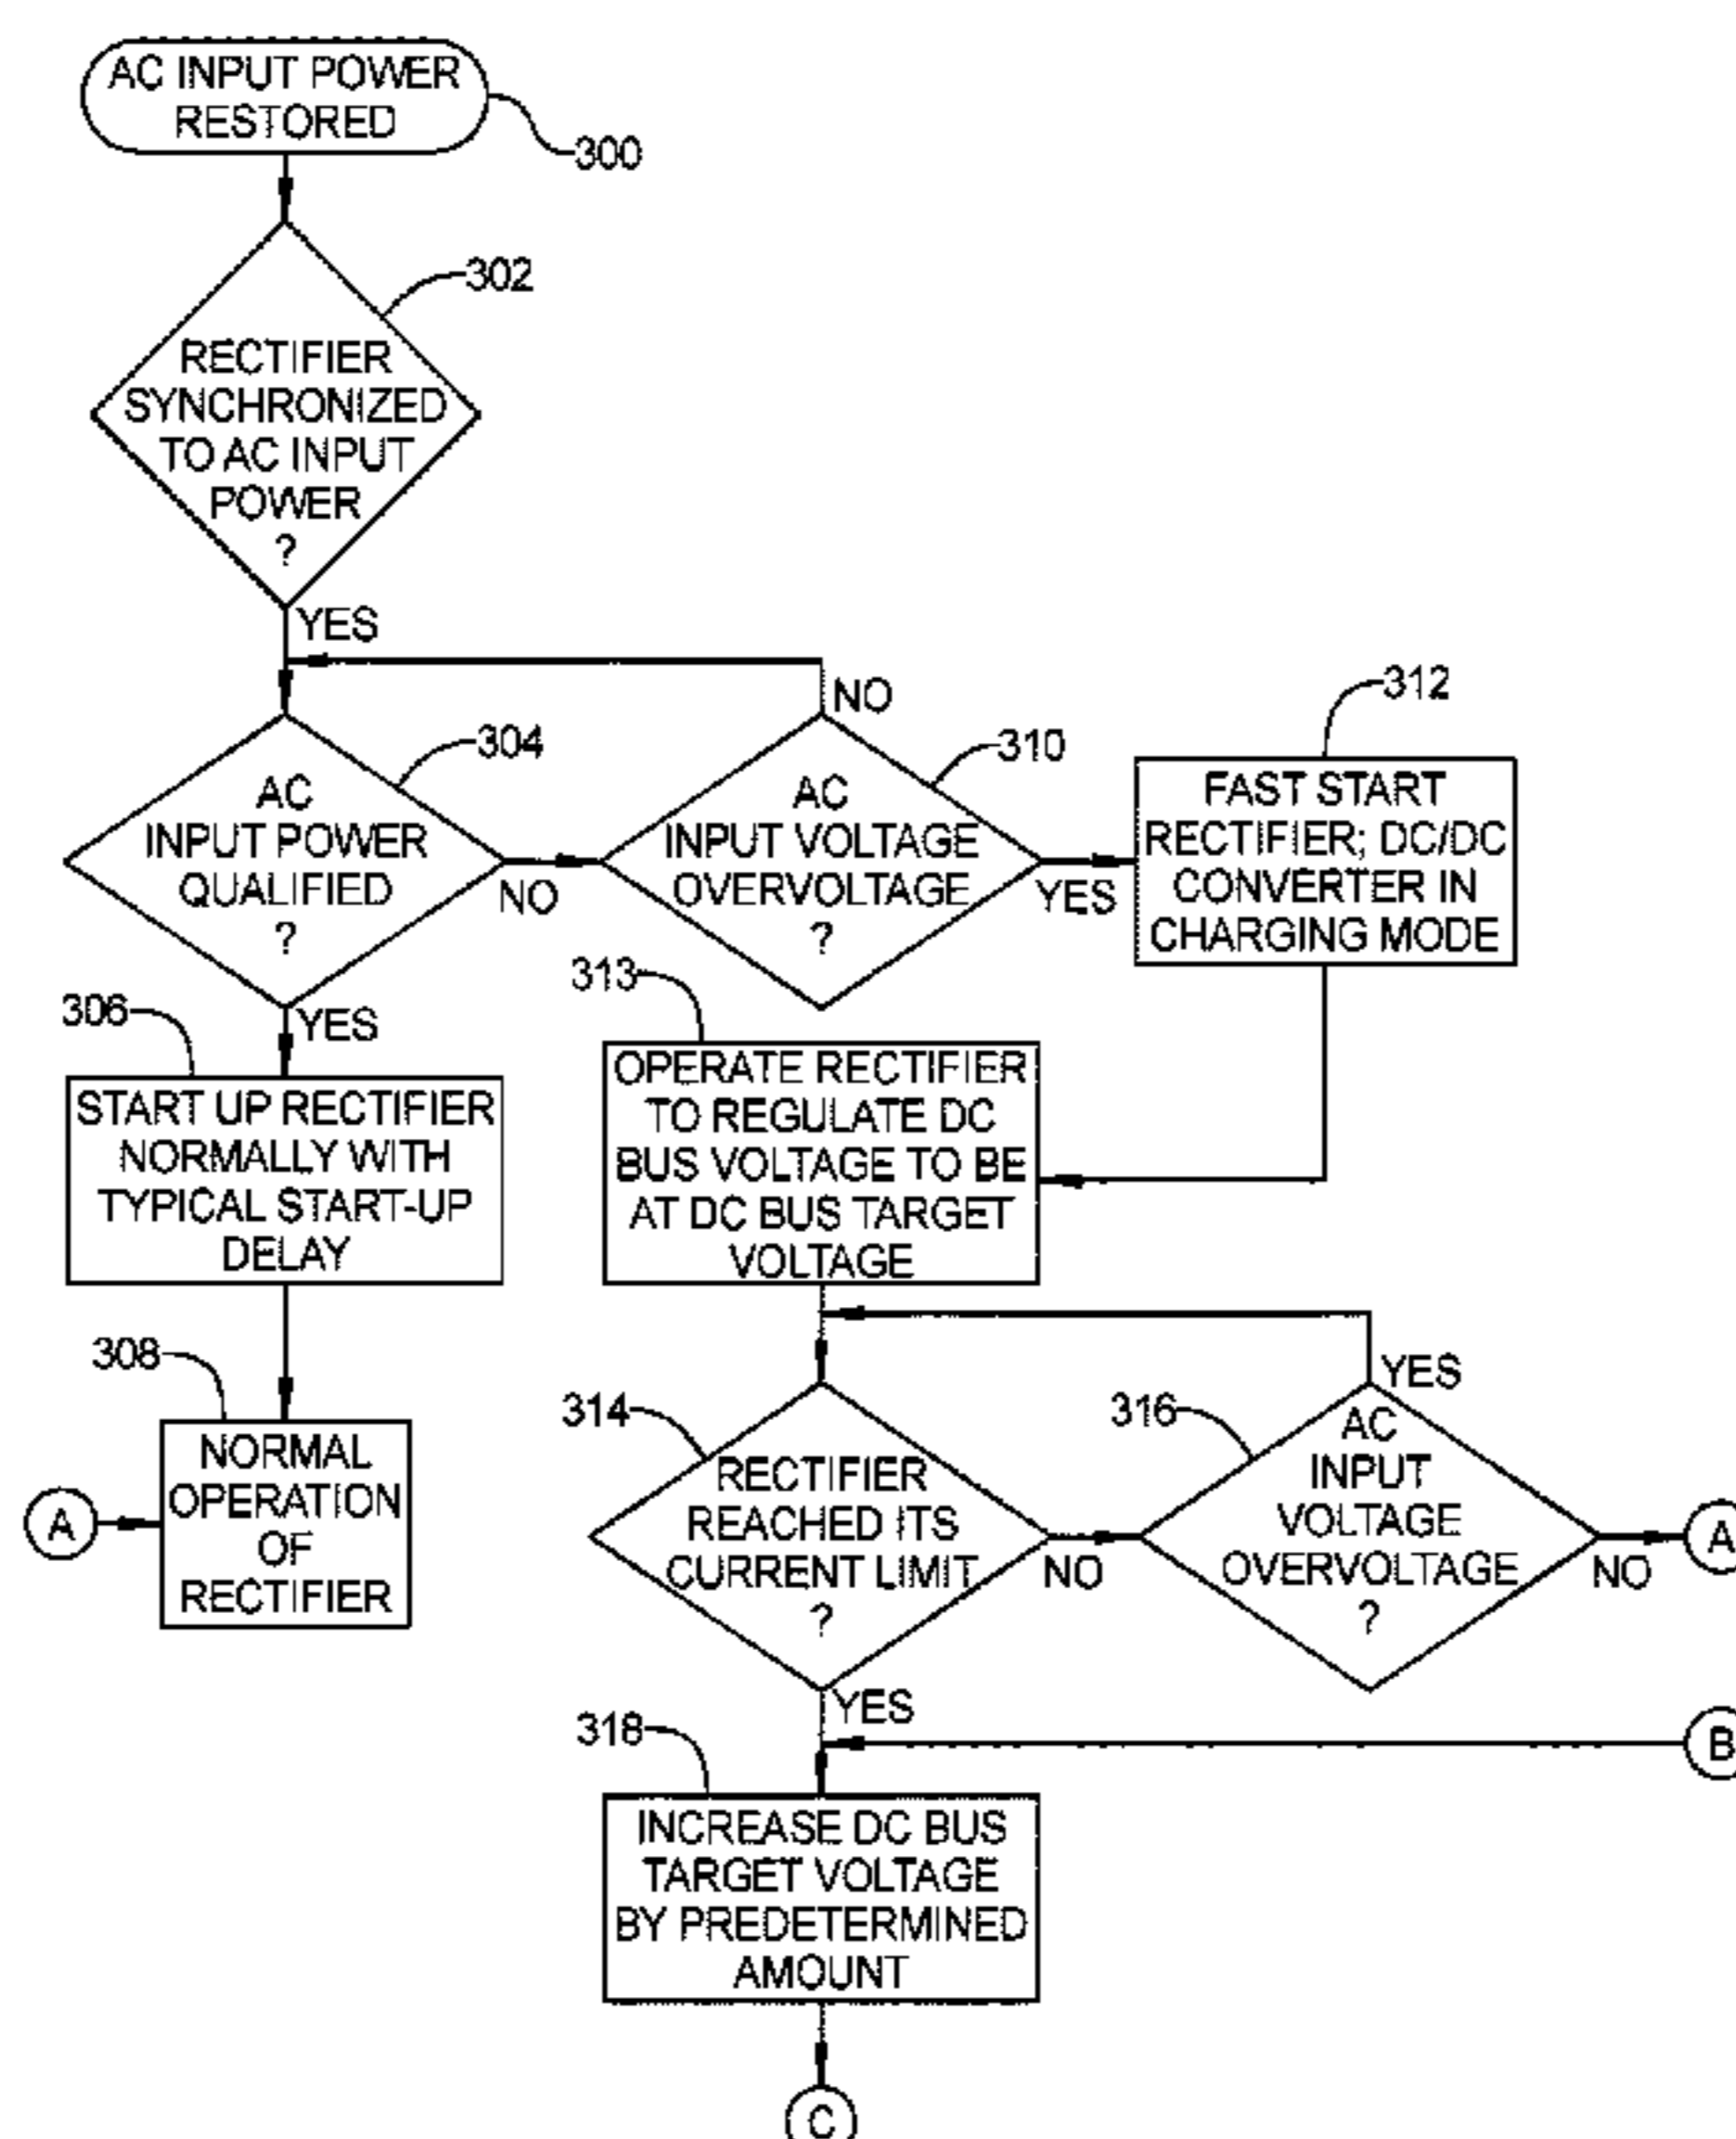 AC INPUT POWER
RESTORED
300
302
RECTIFIER
SYNCHRONIZED
TO AC INPUT
POWER
?
YES
304
AC
INPUT POWER
QUALIFIED
?
NO
YES
NO
310
AC
INPUT VOLTAGE
OVERVOLTAGE
?
YES
312
FAST START
RECTIFIER; DC/DC
CONVERTER IN
CHARGING MODE
306
START UP RECTIFIER
NORMALLY WITH
TYPICAL START-UP
DELAY
313
OPERATE RECTIFIER
TO REGULATE DC
BUS VOLTAGE TO BE
AT DC BUS TARGET
VOLTAGE
308
NORMAL
OPERATION
OF
RECTIFIER
A
314
RECTIFIER
REACHED ITS
CURRENT LIMIT
?
NO
YES
316
YES
AC
INPUT
VOLTAGE
OVERVOLTAGE
?
NO
A
B
318
INCREASE DC BUS
TARGET VOLTAGE
BY PREDETERMINED
AMOUNT
C